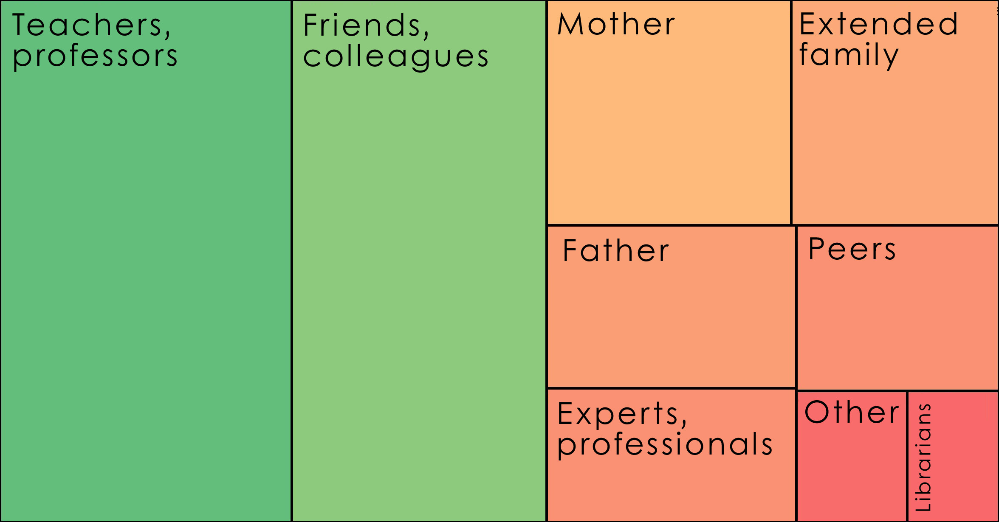 Teachers,
professors
Friends,
colleagues
Mother
Extended
family
Father
Peers
Experts,
professionals
Other
Librarians